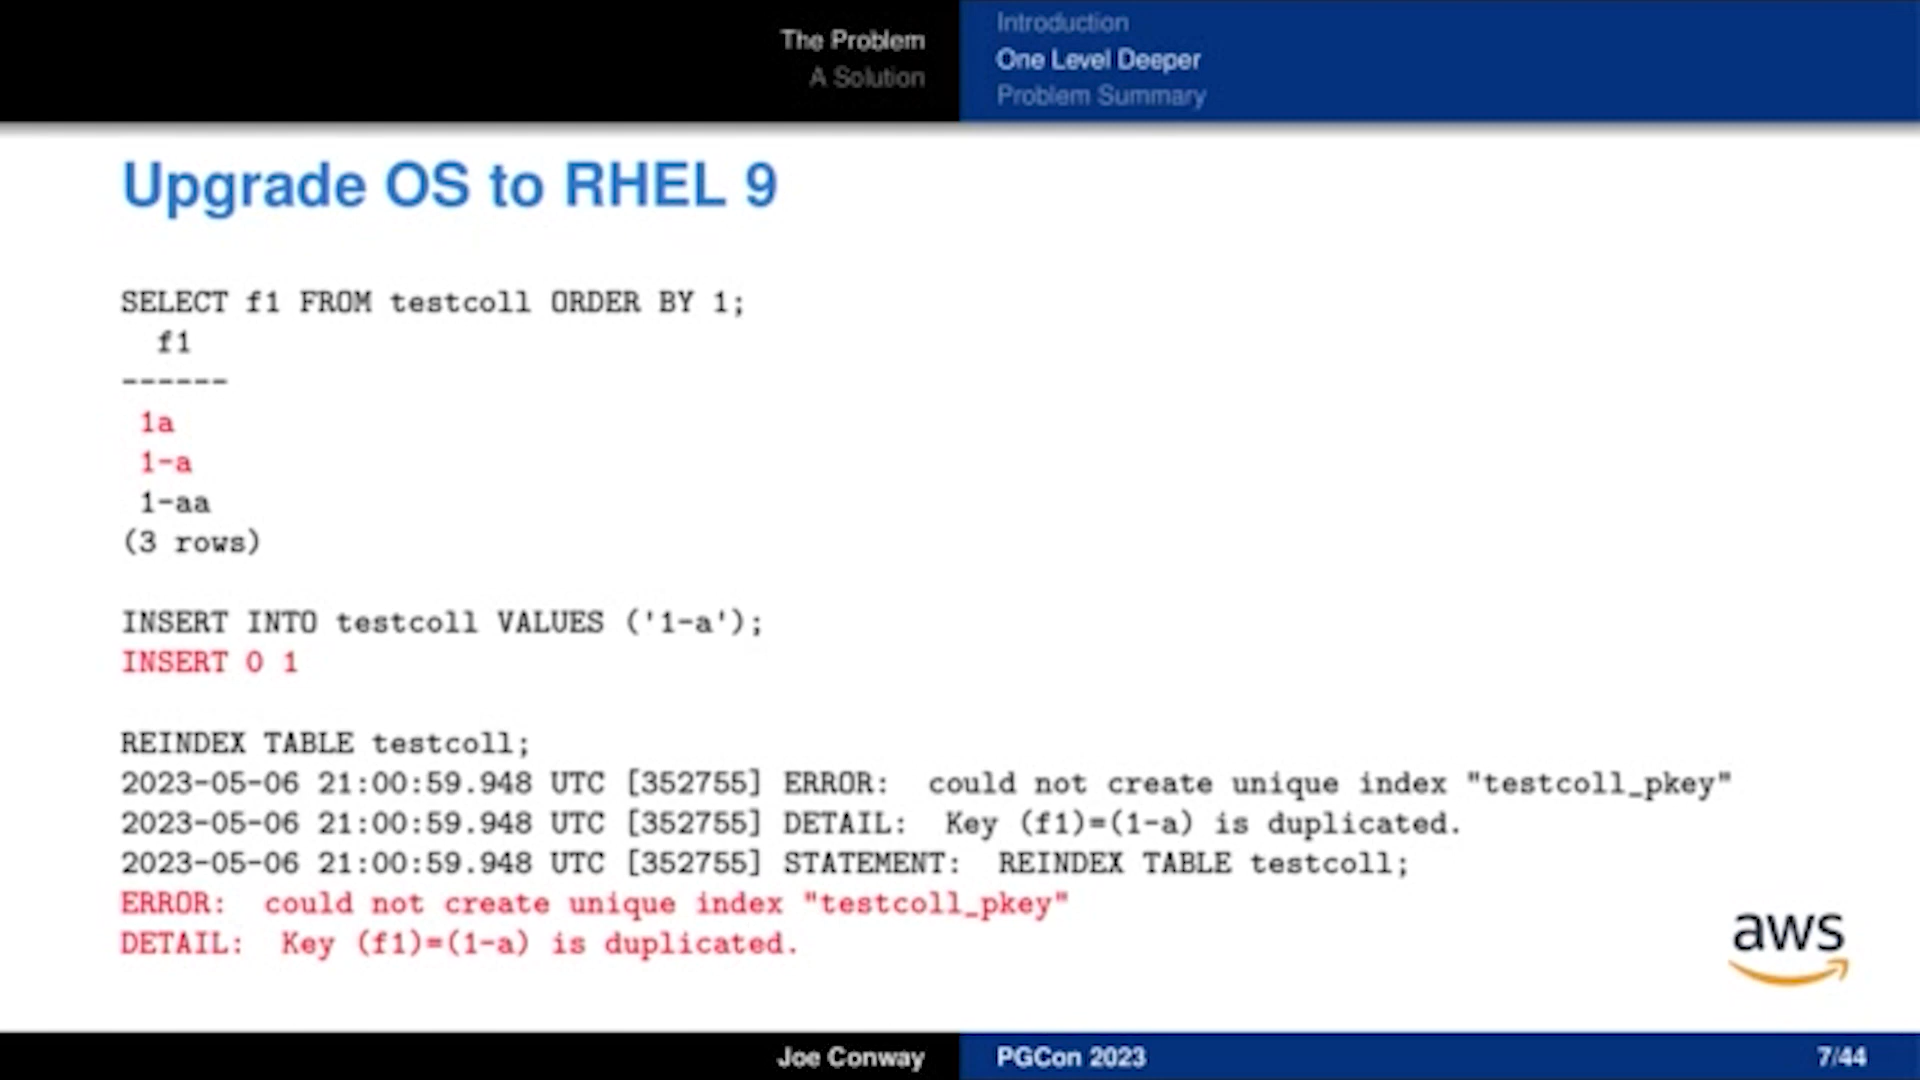 The Problem
A Solution
Introduction
One Level Deeper
Problem Summary
Upgrade OS to RHEL 9
SELECT f1 FROM testcoll ORDER BY 1;
f1
------
1a
1-a
1-aa
(3 rows)
INSERT INTO testcoll VALUES ('1-a');
INSERT 0 1
REINDEX TABLE testcoll;
2023-05-06 21:00:59.948 UTC [352755] ERROR:  could not create unique index "testcoll_pkey"
2023-05-06 21:00:59.948 UTC [352755] DETAIL:  Key (f1)=(1-a) is duplicated.
2023-05-06 21:00:59.948 UTC [352755] STATEMENT:  REINDEX TABLE testcoll;
ERROR:  could not create unique index "testcoll_pkey"
DETAIL:  Key (f1)=(1-a) is duplicated.
aws
Joe Conway
PGCon 2023
7/44